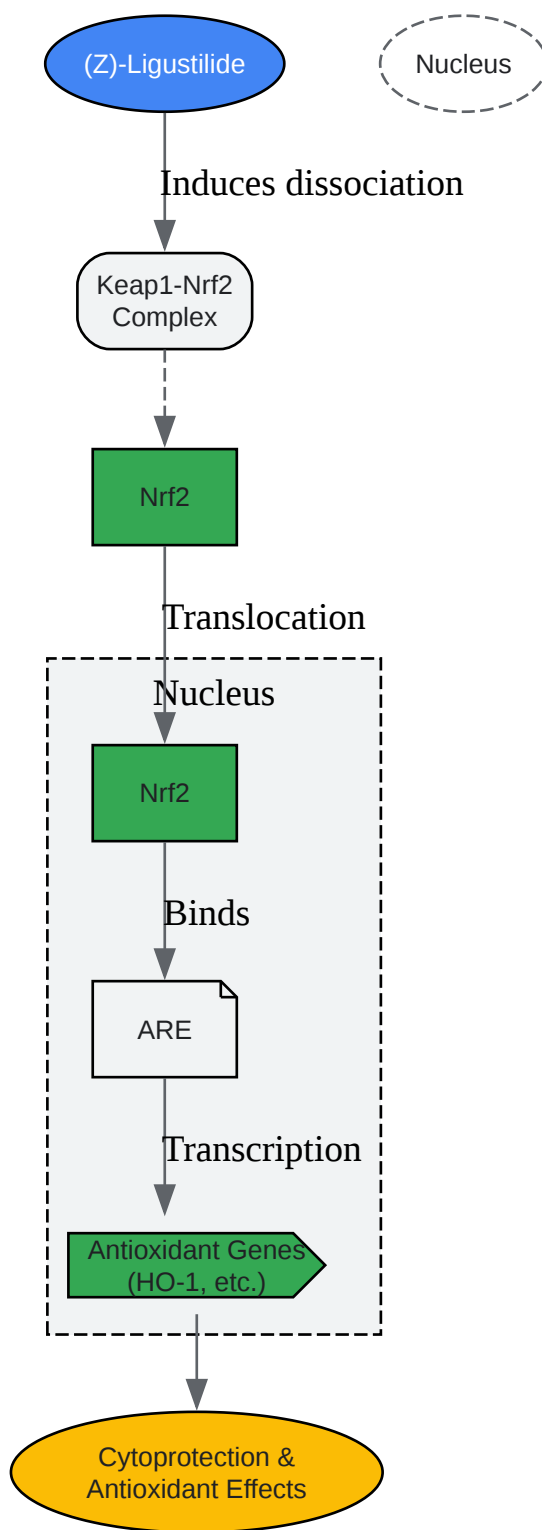 (Z)-Ligustilide
Nucleus
Induces dissociation
Keap1-Nrf2
Complex
Nrf2
Translocation
Nucleus
Nrf2
Binds
ARE
Transcription
Antioxidant Genes
(HO-1, etc.)
Cytoprotection &
Antioxidant Effects